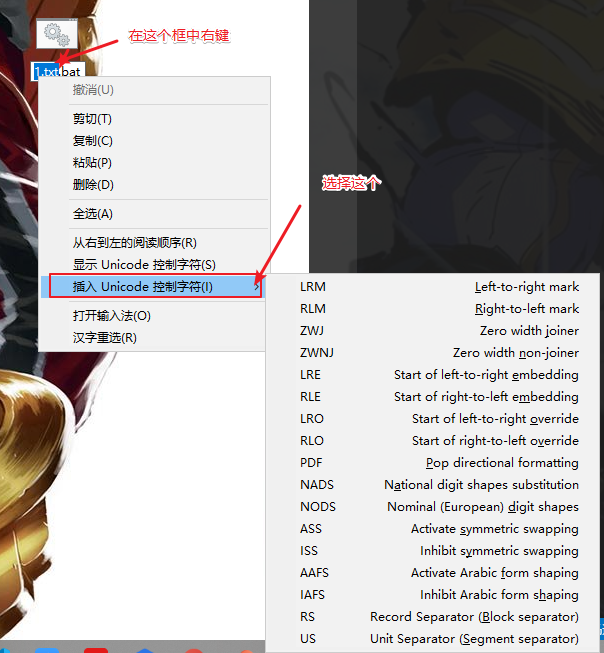 在这个框中右键
1.txt.bat
撤消(U)
剪切(T)
复制(C)
粘贴(P)
删除(D)
全选(A)
选择这个
从右到左的阅读顺序(R)
显示 Unicode 控制字符(S)
插入 Unicode 控制字符(I)
打开输入法(O)
汉字重选(R)
LRM Left-to-right mark
RLM Right-to-left mark
ZWJ Zero width joiner
ZWNJ Zero width non-joiner
LRE Start of left-to-right embedding
RLE Start of right-to-left embedding
LRO Start of left-to-right override
RLO Start of right-to-left override
PDF Pop directional formatting
NADS National digit shapes substitution
NODS Nominal (European) digit shapes
ASS Activate symmetric swapping
ISS Inhibit symmetric swapping
AAFS Activate Arabic form shaping
IAFS Inhibit Arabic form shaping
RS Record Separator (Block separator)
US Unit Separator (Segment separator)